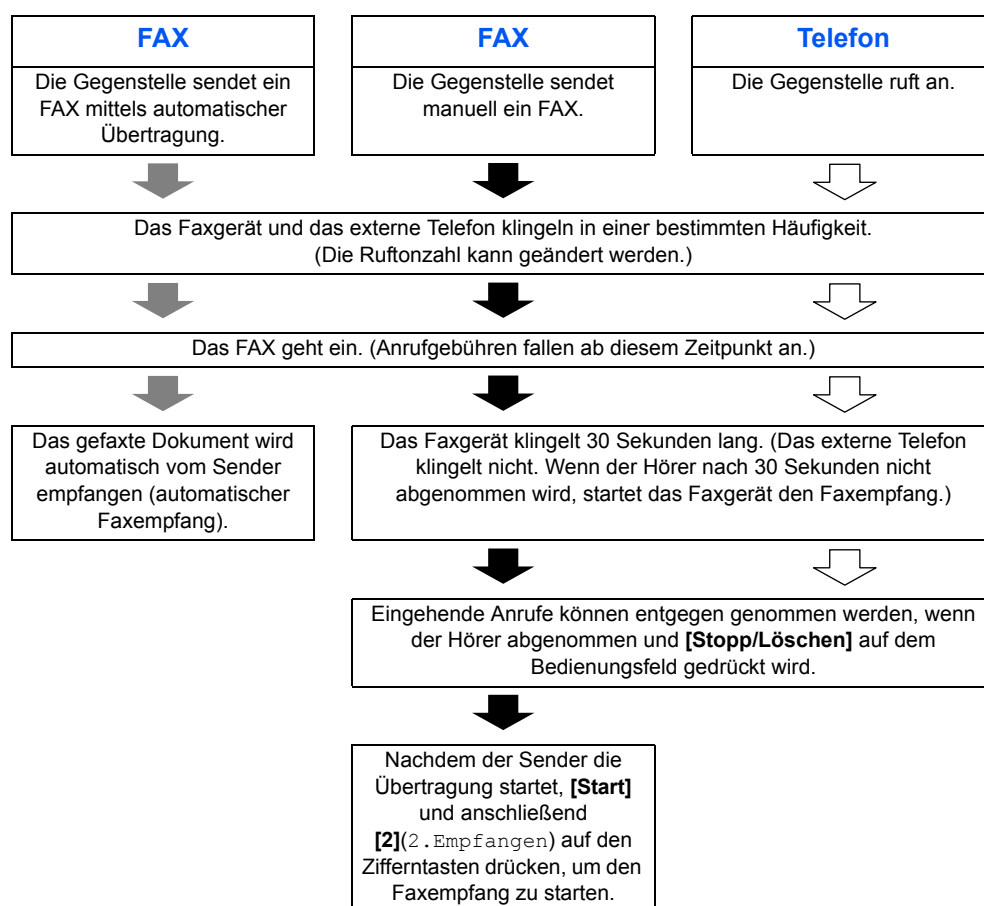 FAX
Die Gegenstelle sendet ein
FAX mittels automatischer
Übertragung.
FAX
Die Gegenstelle sendet
manuell ein FAX.
Telefon
Die Gegenstelle ruft an.
Das Faxgerät und das externe Telefon klingeln in einer bestimmten Häufigkeit.
(Die Ruftonzahl kann geändert werden.)
Das FAX geht ein. (Anrufgebühren fallen ab diesem Zeitpunkt an.)
Das gefaxte Dokument wird
automatisch vom Sender
empfangen (automatischer
Faxempfang).
Das Faxgerät klingelt 30 Sekunden lang. (Das externe Telefon
klingelt nicht. Wenn der Hörer nach 30 Sekunden nicht
abgenommen wird, startet das Faxgerät den Faxempfang.)
Eingehende Anrufe können entgegen genommen werden, wenn
der Hörer abgenommen und [Stopp/Löschen] auf dem
Bedienungsfeld gedrückt wird.
Nachdem der Sender die
Übertragung startet, [Start]
und anschließend
[2](2.Empfangen) auf den
Zifferntasten drücken, um den
Faxempfang zu starten.